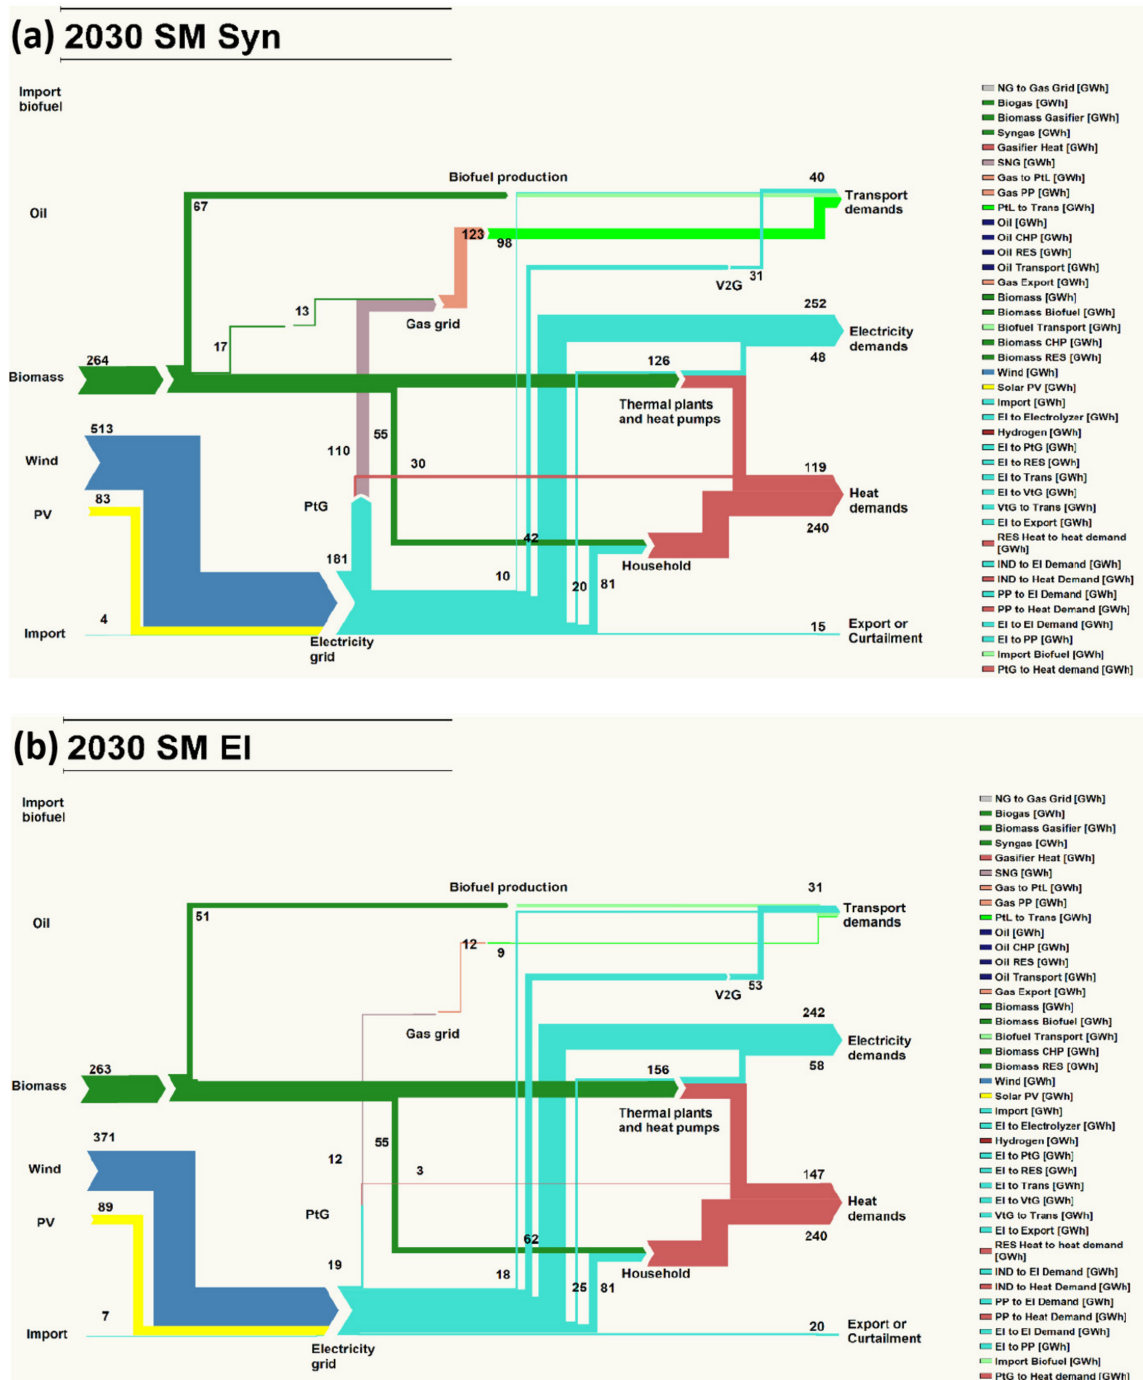 (a) 2030 SM Syn
Import
biofuel
Oil
Biomass
Wind
PV
Import
264
513
83
4
67
17
13
Biofuel production
123
98
Gas grid
110
55
30
PtG
181
Electricity
grid
V2G
31
126
Thermal plants
and heat pumps
42
Household
10
20
81
40
Transport
demands
252
Electricity
demands
48
119
Heat
demands
240
15
Export or
Curtailment
NG to Gas Grid [GWh]
Biogas [GWh]
Biomass Gasifier [GWh]
Syngas [GWh]
Gasifier Heat [GWh]
SNG [GWh]
Gas to PtL [GWh]
Gas PP [GWh]
PtL to Trans [GWh]
Oil [GWh]
Oil CHP [GWh]
Oil RES [GWh]
Oil Transport [GWh]
Gas Export [GWh]
Biomass [GWh]
Biomass Biofuel [GWh]
Biofuel Transport [GWh]
Biomass CHP [GWh]
Biomass RES [GWh]
Wind [GWh]
Solar PV [GWh]
Import [GWh]
El to Electrolyzer [GWh]
Hydrogen [GWh]
El to PtG [GWh]
El to RES [GWh]
El to Trans [GWh]
El to VtG [GWh]
VtG to Trans [GWh]
El to Export [GWh]
RES Heat to heat demand
[GWh]
IND to El Demand [GWh]
IND to Heat Demand [GWh]
PP to El Demand [GWh]
PP to Heat Demand [GWh]
El to El Demand [GWh]
El to PP [GWh]
Import Biofuel [GWh]
PtG to Heat demand [GWh]
(b) 2030 SM El
Import
biofuel
Oil
Biomass
Wind
PV
Import
263
371
89
7
51
Biofuel production
12
9
Gas grid
12
55
3
PtG
19
Electricity
grid
V2G
53
156
Thermal plants
and heat pumps
62
Household
18
25
81
31
Transport
demands
242
Electricity
demands
58
147
Heat
demands
240
20
Export or
Curtailment
NG to Gas Grid [GWh]
Biogas [GWh]
Biomass Gasifier [GWh]
Syngas [GWh]
Gasifier Heat [GWh]
SNG [GWh]
Gas to PtL [GWh]
Gas PP [GWh]
PtL to Trans [GWh]
Oil [GWh]
Oil CHP [GWh]
Oil RES [GWh]
Oil Transport [GWh]
Gas Export [GWh]
Biomass [GWh]
Biomass Biofuel [GWh]
Biofuel Transport [GWh]
Biomass CHP [GWh]
Biomass RES [GWh]
Wind [GWh]
Solar PV [GWh]
Import [GWh]
El to Electrolyzer [GWh]
Hydrogen [GWh]
El to PtG [GWh]
El to RES [GWh]
El to Trans [GWh]
El to VtG [GWh]
VtG to Trans [GWh]
El to Export [GWh]
RES Heat to heat demand
[GWh]
IND to El Demand [GWh]
IND to Heat Demand [GWh]
PP to El Demand [GWh]
PP to Heat Demand [GWh]
El to El Demand [GWh]
El to PP [GWh]
Import Biofuel [GWh]
PtG to Heat demand [GWh]